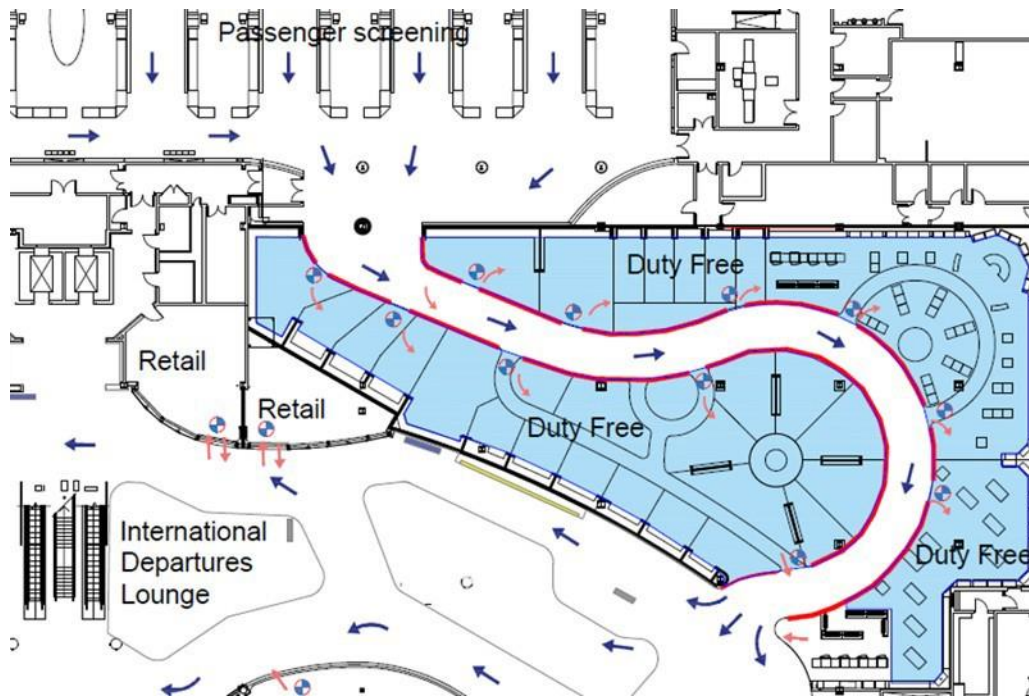 Passenger screening
Duty Free
Retail
Retail
Duty Free
International
Departures
Lounge
Duty Free